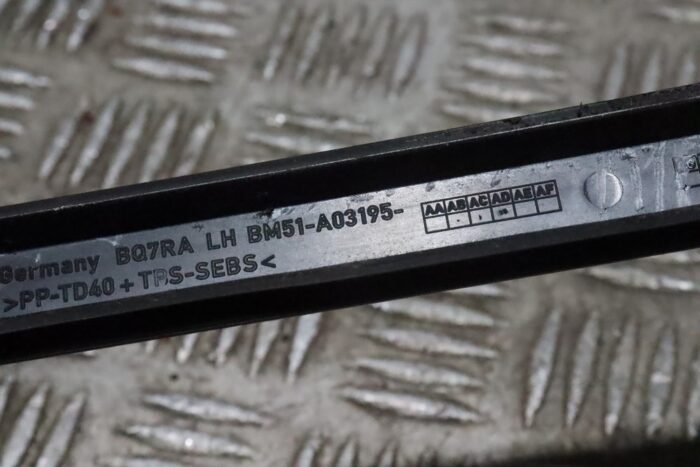 Germany BQ7RA LH BM51-A03195- AA AB AC AD AE AF
>PP-TD40 + TPS-SEBS<